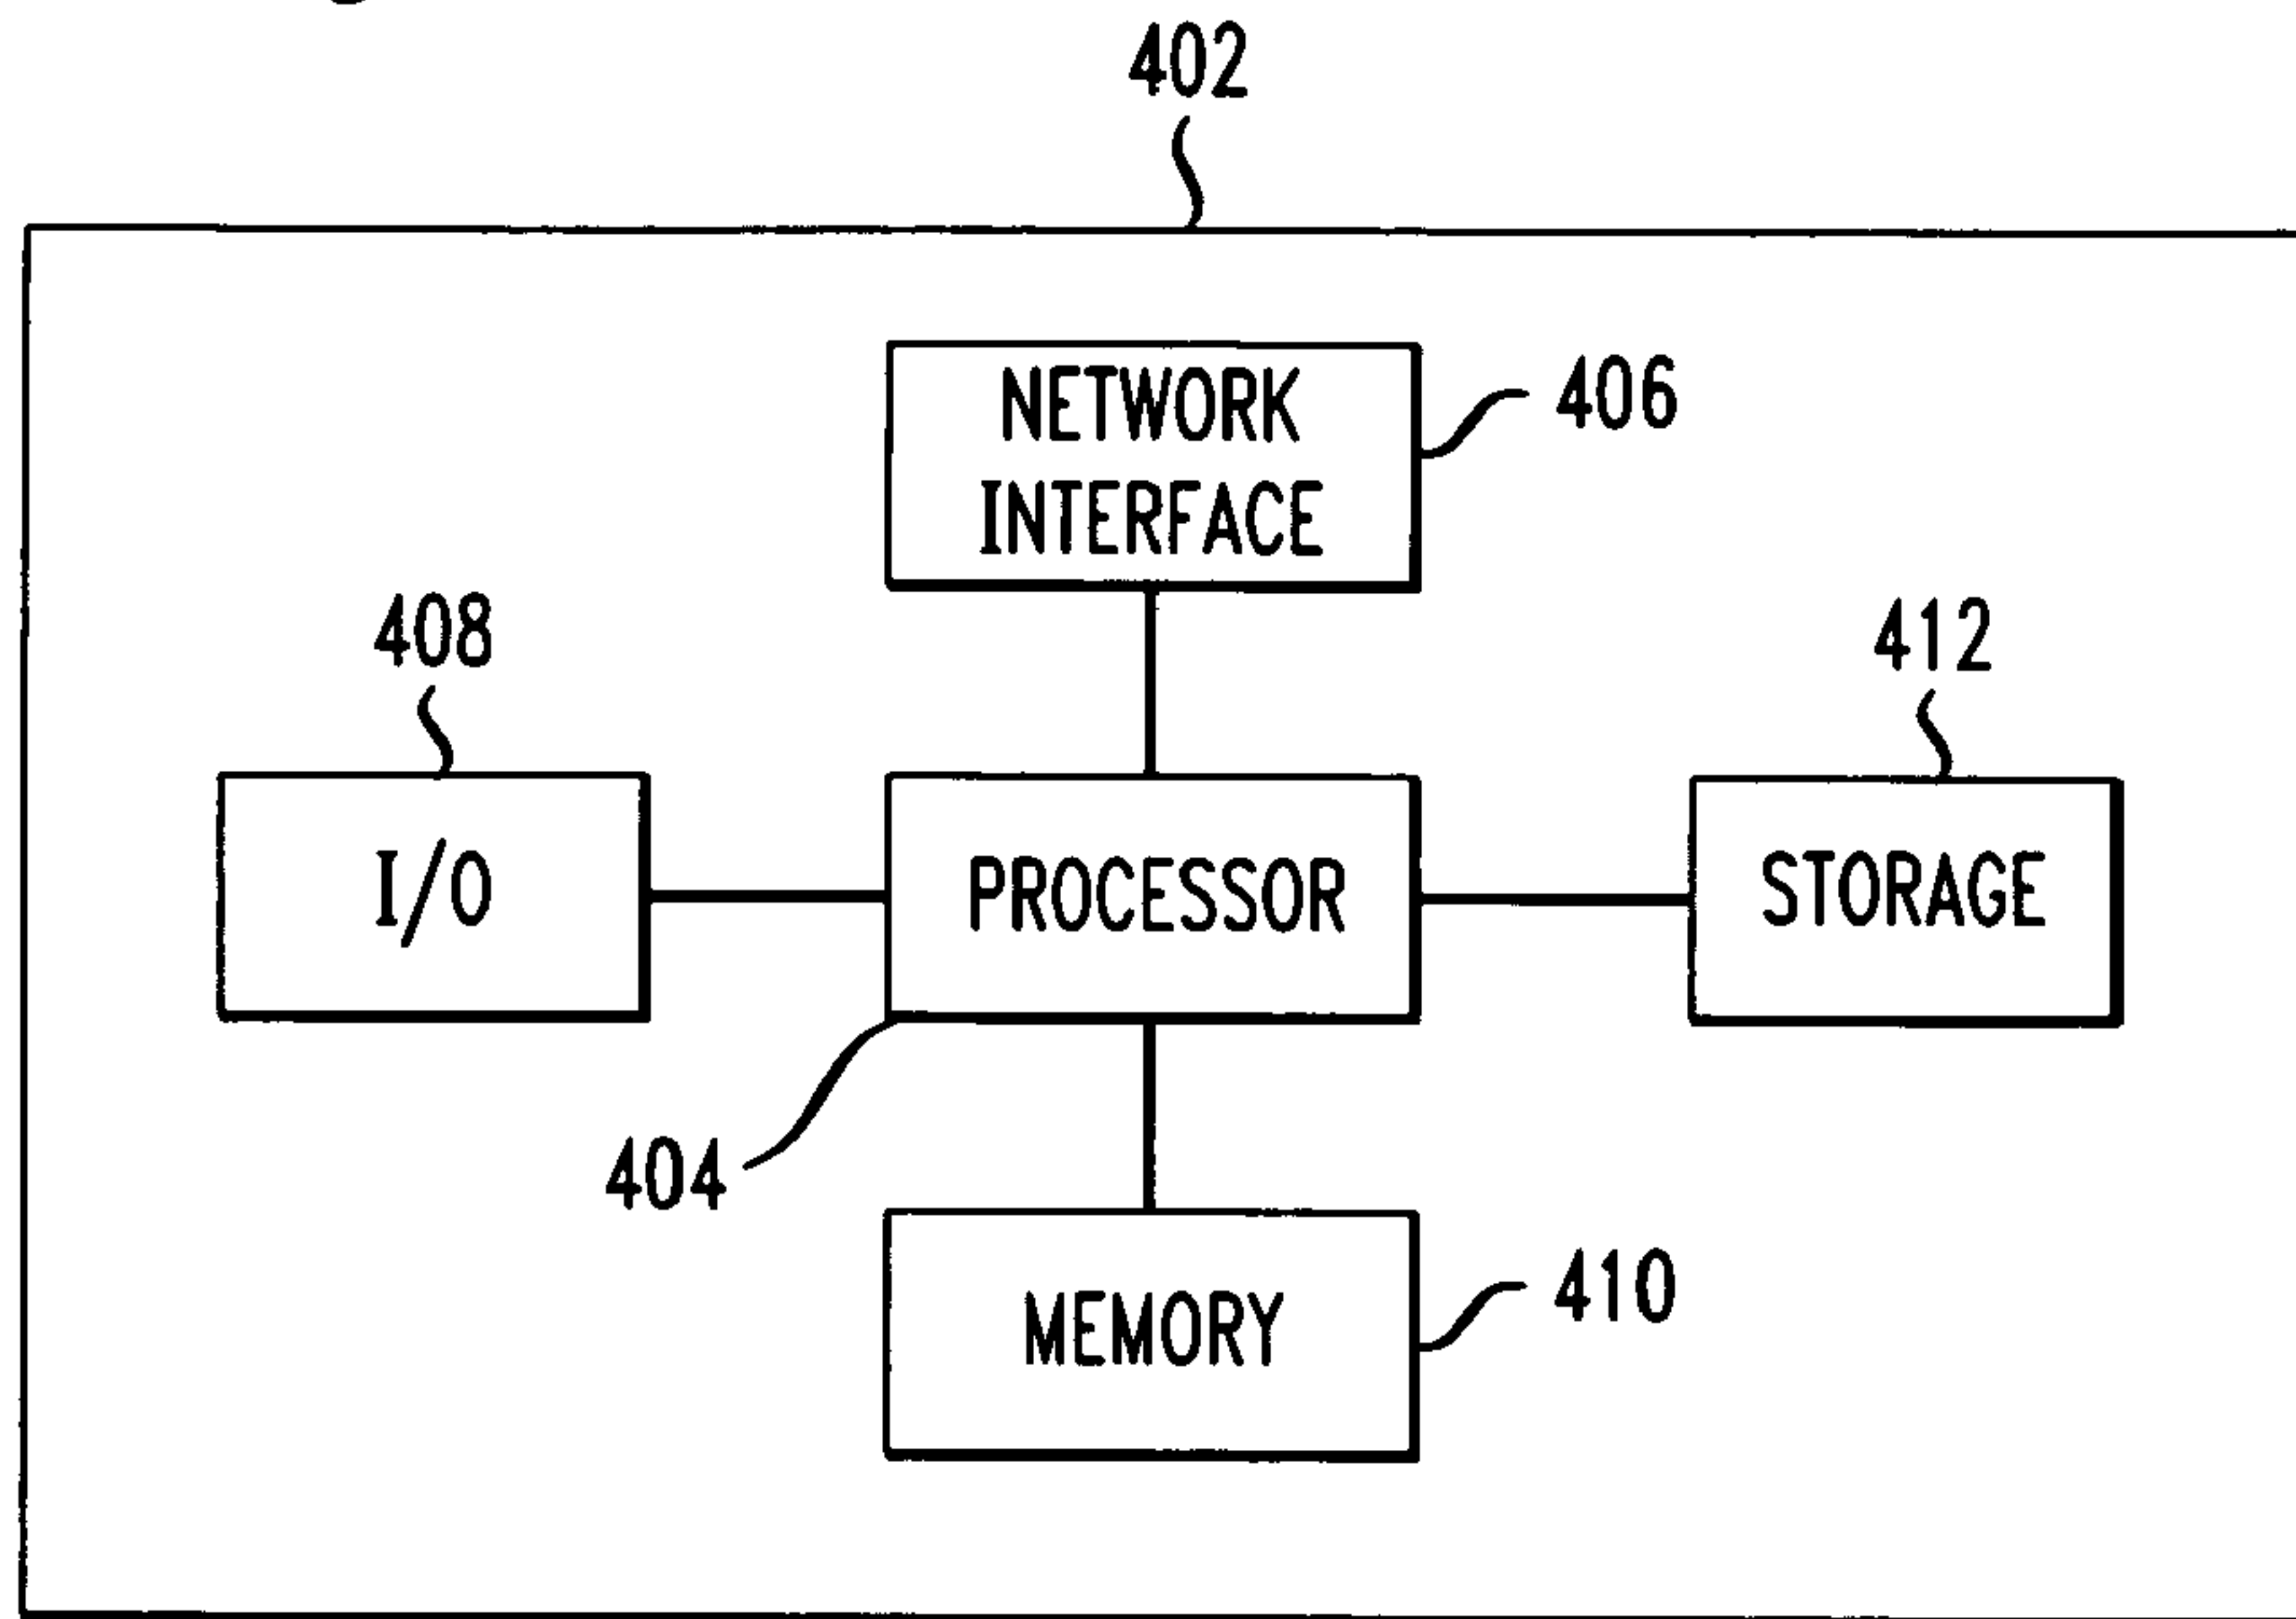 402
NETWORK
INTERFACE
406
408
412
I/O
PROCESSOR
STORAGE
404
MEMORY
410